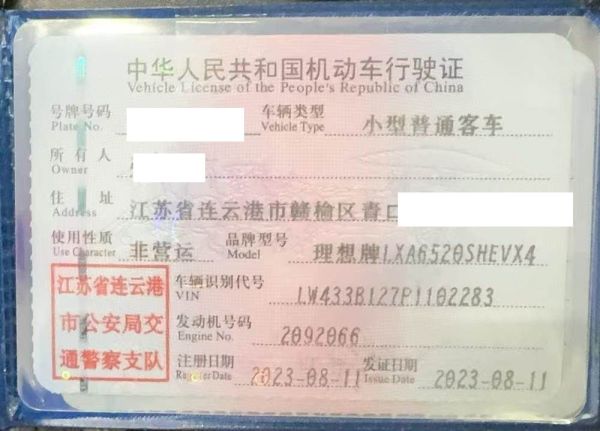 中华人民共和国机动车行驶证
Vehicle License of the People's Republic of China
号牌号码 Plate No. 车辆类型 Vehicle Type 小型普通客车
所有人 Owner
住址 Address 江苏省连云港市赣榆区青口
使用性质 Use Character 非营运 品牌型号 Model 理想牌LXA6520SHEVX4
江苏省连云港
市公安局交
通警察支队
车辆识别代号 VIN LW433B127P1102283
发动机号码 Engine No. 2092066
注册日期 Register Date 2023-08-11 发证日期 Issue Date 2023-08-11